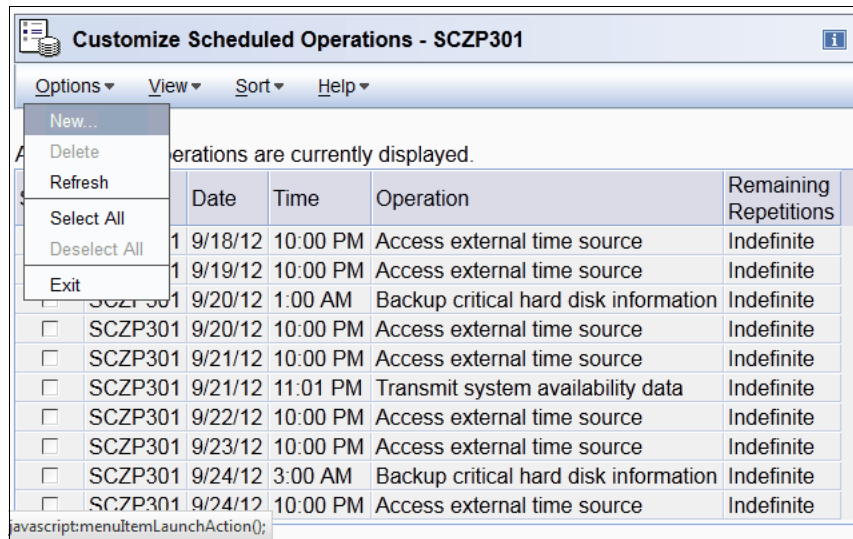 Customize Scheduled Operations - SCZP301
i
Options View Sort Help
New...
Delete
Refresh
Select All
Deselect All
Exit
erations are currently displayed.
Date Time Operation Remaining Repetitions
1 9/18/12 10:00 PM Access external time source Indefinite
1 9/19/12 10:00 PM Access external time source Indefinite
SCZP301 9/20/12 1:00 AM Backup critical hard disk information Indefinite
SCZP301 9/20/12 10:00 PM Access external time source Indefinite
SCZP301 9/21/12 10:00 PM Access external time source Indefinite
SCZP301 9/21/12 11:01 PM Transmit system availability data Indefinite
SCZP301 9/22/12 10:00 PM Access external time source Indefinite
SCZP301 9/23/12 10:00 PM Access external time source Indefinite
SCZP301 9/24/12 3:00 AM Backup critical hard disk information Indefinite
SCZP301 9/24/12 10:00 PM Access external time source Indefinite
javascript:menuItemLaunchAction();